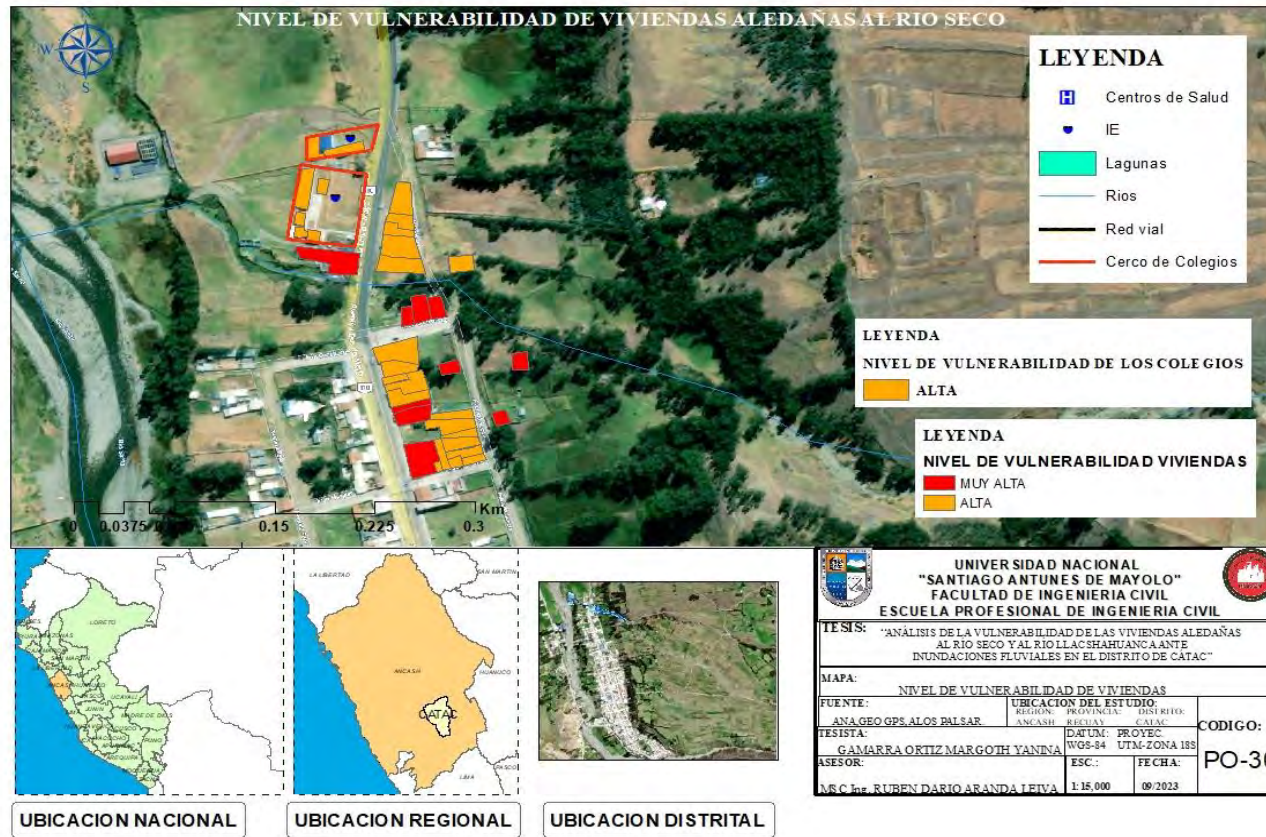 NIVEL DE VULNERABILIDAD DE VIVIENDAS ALEDAÑAS AL RIO SECO
W
S
LEYENDA
Centros de Salud
IE
Lagunas
Rios
Red vial
Cerco de Colegios
LEYENDA
NIVEL DE VULNERABILIDAD DE LOS COLEGIOS
ALTA
LEYENDA
NIVEL DE VULNERABILIDAD VIVIENDAS
MUY ALTA
ALTA
Km
0 0.0375 0.15 0.225 0.3
LORETO
UCAYALI
MADRE DE DIOS
UBICACION NACIONAL
LA LIBERTAD
SAN MARTIN
HUANUCO
ANCASH
CATAC
LIMA
PASCO
UBICACION REGIONAL
UBICACION DISTRITAL
UNIVERSIDAD NACIONAL
"SANTIAGO ANTUNES DE MAYOLO"
FACULTAD DE INGENIERIA CIVIL
ESCUELA PROFESIONAL DE INGENIERIA CIVIL
TESIS: "ANÁLISIS DE LA VULNERABILIDAD DE LAS VIVIENDAS ALEDAÑAS
AL RIO SECO Y AL RIO LLACSHAHUANCA ANTE
INUNDACIONES FLUVIALES EN EL DISTRITO DE CÁTAC"
MAPA:
NIVEL DE VULNERABILIDAD DE VIVIENDAS
FUENTE:
ANA,GEO GPS,ALOS PALSAR.
UBICACION DEL ESTUDIO:
REGION: PROVINCIA: DISTRITO:
ANCASH RECUAY CATAC
TESISTA:
GAMARRA ORTIZ MARGOTH YANINA
DATUM: PROYEC.
WGS-84 UTM-ZONA 18S
ASESOR:
MSC Ing. RUBEN DARIO ARANDA LEIVA
ESC.:
1:15,000
FECHA:
09/2023
CODIGO: